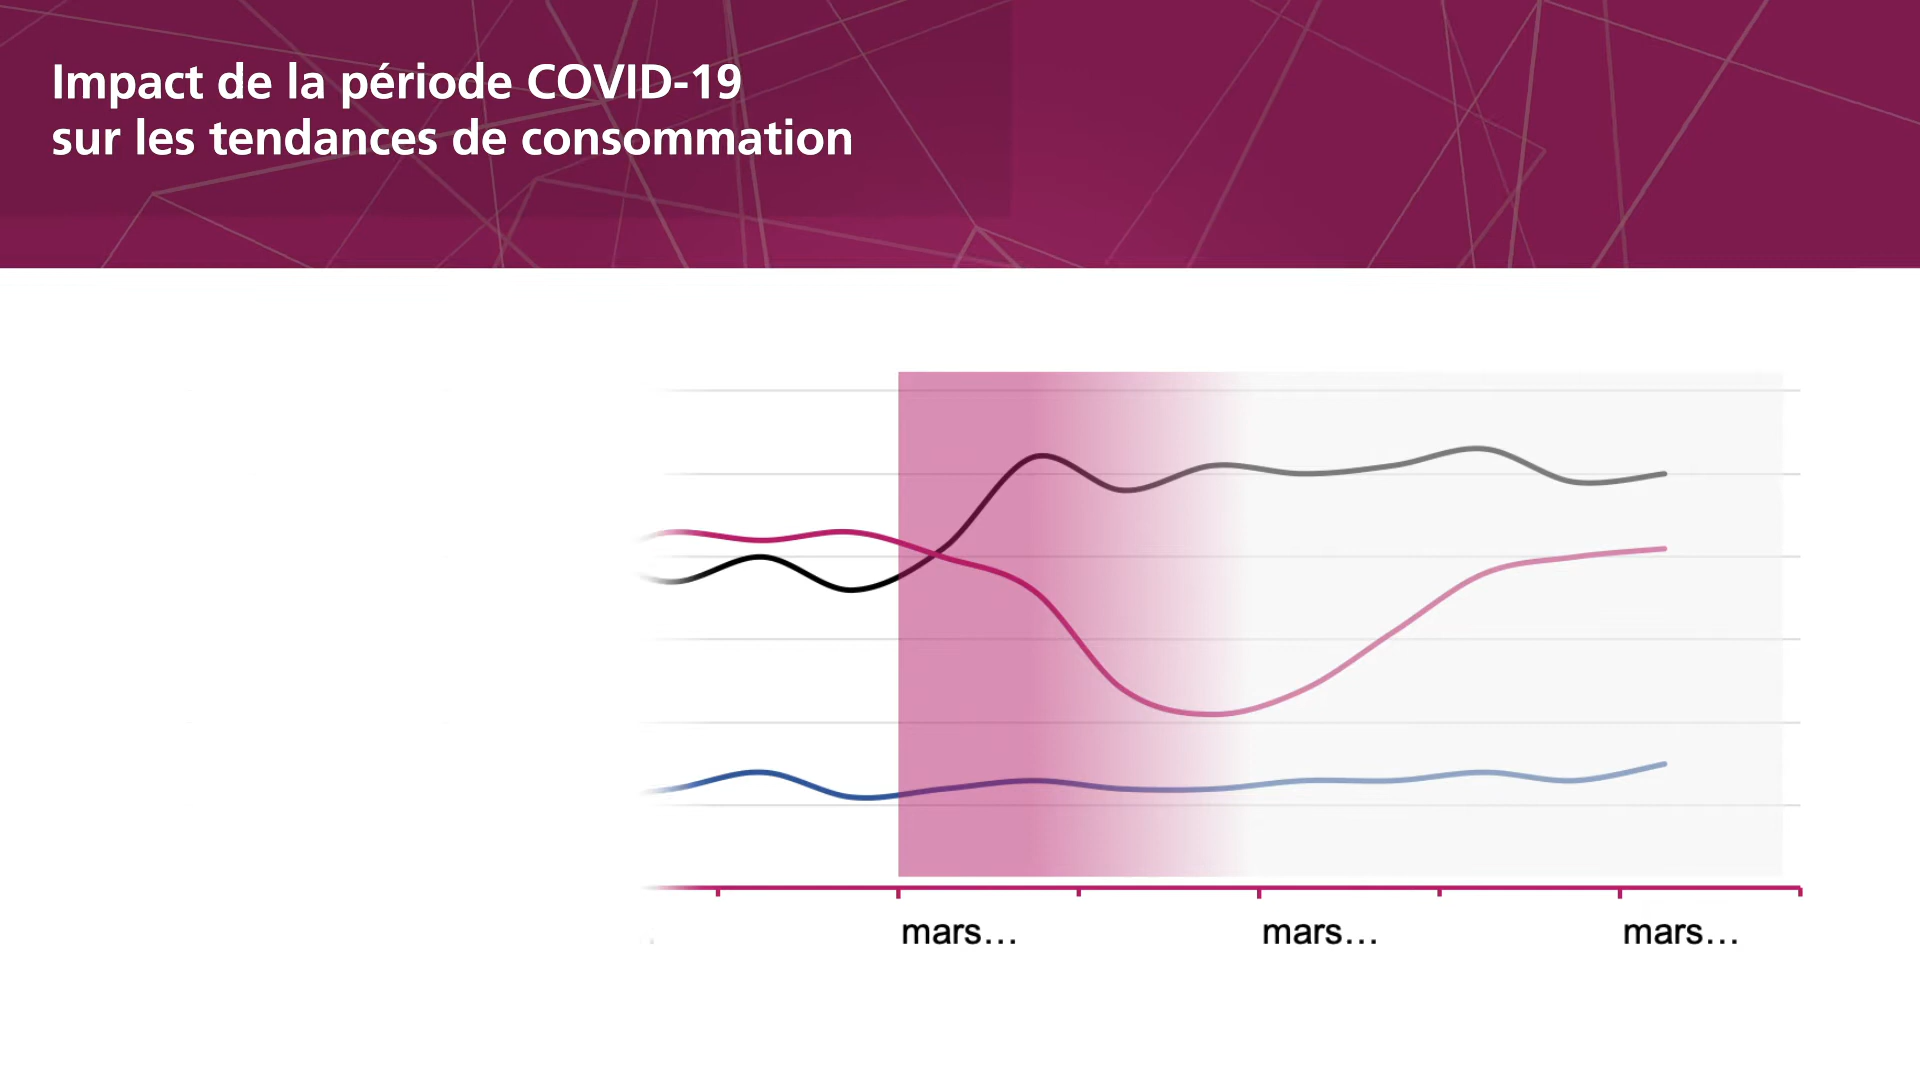 Impact de la période COVID-19
sur les tendances de consommation
mars… mars… mars…